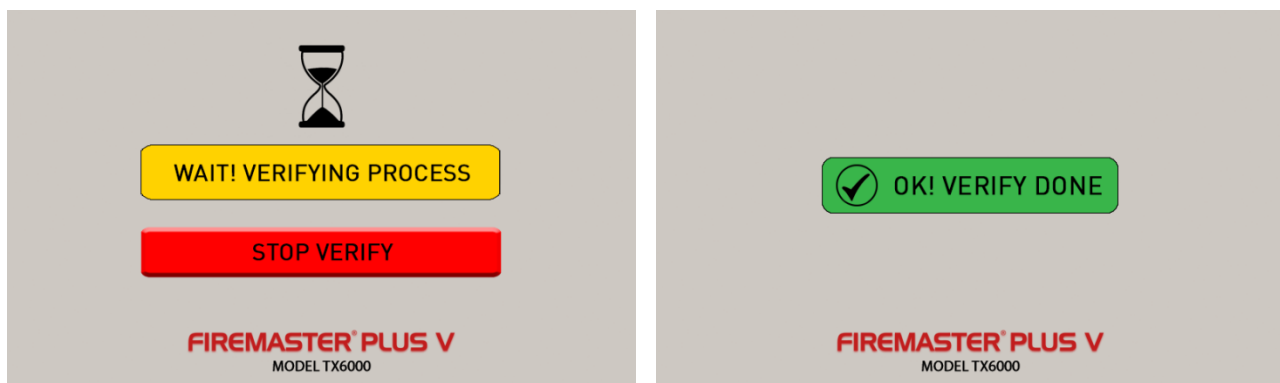 WAIT! VERIFYING PROCESS
STOP VERIFY
FIREMASTER® PLUS V
MODEL TX6000
OK! VERIFY DONE
FIREMASTER® PLUS V
MODEL TX6000